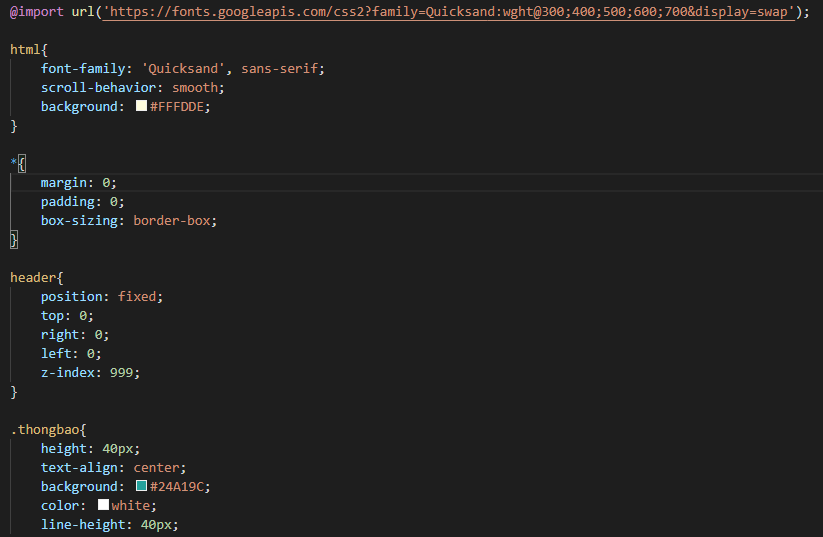 @import url('https://fonts.googleapis.com/css2?family=Quicksand:wght@300;400;500;600;700&display=swap');

html{
    font-family: 'Quicksand', sans-serif;
    scroll-behavior: smooth;
    background: #FFFDDE;
}

*{
    margin: 0;
    padding: 0;
    box-sizing: border-box;
}

header{
    position: fixed;
    top: 0;
    right: 0;
    left: 0;
    z-index: 999;
}

.thongbao{
    height: 40px;
    text-align: center;
    background: #24A19C;
    color: white;
    line-height: 40px;